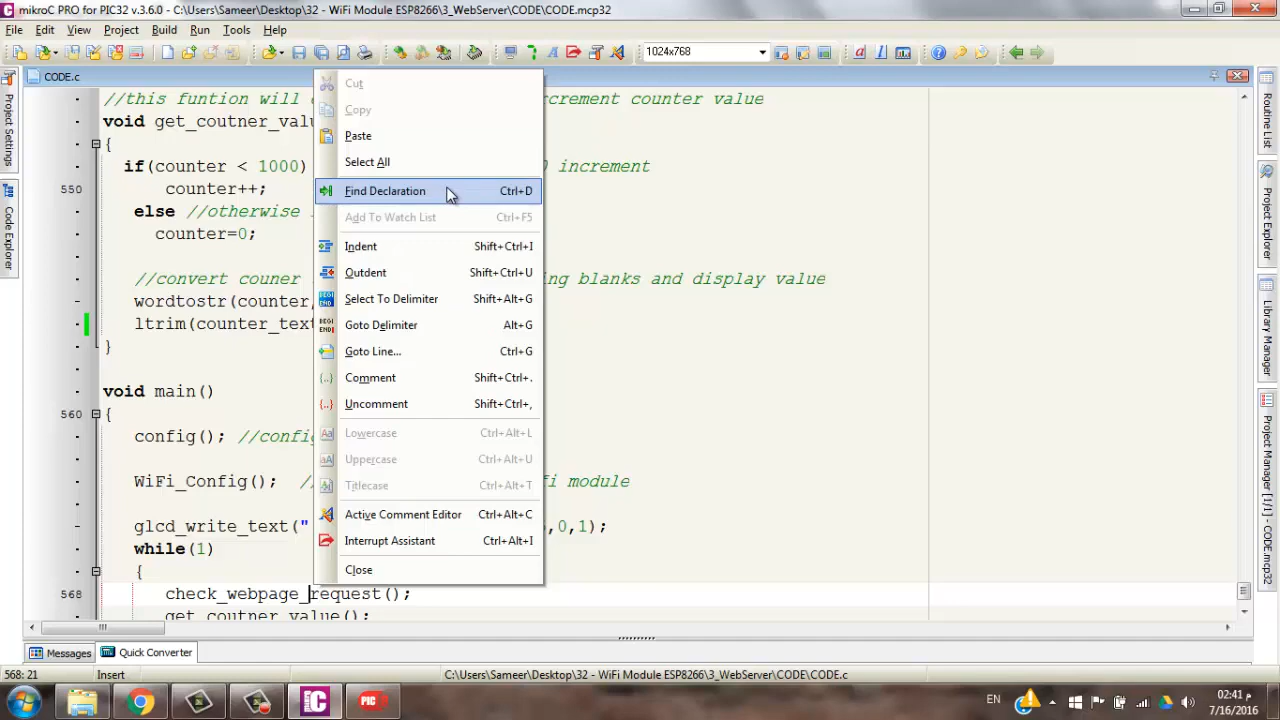 mikroC PRO for PIC32 v.3.6.0 - C:\Users\Sameer\Desktop\32 - WiFi Module ESP8266\3_WebServer\CODE\CODE.mcp32
File Edit View Project Build Run Tools Help
1024x768
CODE.c
Project Settings
Code Explorer
Routine List
Project Explorer
Library Manager
Project Manager [1/1] - CODE.mcp32
//this funtion will
crement counter value
void get_coutner_valu
{
if(counter < 1000)
0 increment
550
counter++;
else //otherwise
counter=0;
//convert couner
ing blanks and display value
wordtostr(counter,
ltrim(counter_text
}
void main()
560
{
config(); //config
WiFi_Config(); //
fi module
glcd_write_text("
,0,1);
while(1)
{
568
check_webpage_request();
get_coutner_value();
Cut
Copy
Paste
Select All
Find Declaration Ctrl+D
Add To Watch List Ctrl+F5
Indent Shift+Ctrl+I
Outdent Shift+Ctrl+U
Select To Delimiter Shift+Alt+G
Goto Delimiter Alt+G
Goto Line... Ctrl+G
Comment Shift+Ctrl+.
Uncomment Shift+Ctrl+,
Lowercase Ctrl+Alt+L
Uppercase Ctrl+Alt+U
Titlecase Ctrl+Alt+T
Active Comment Editor Ctrl+Alt+C
Interrupt Assistant Ctrl+Alt+I
Close
Messages Quick Converter
568: 21 Insert C:\Users\Sameer\Desktop\32 - WiFi Module ESP8266\3_WebServer\CODE\CODE.c
EN
02:41 م
7/16/2016